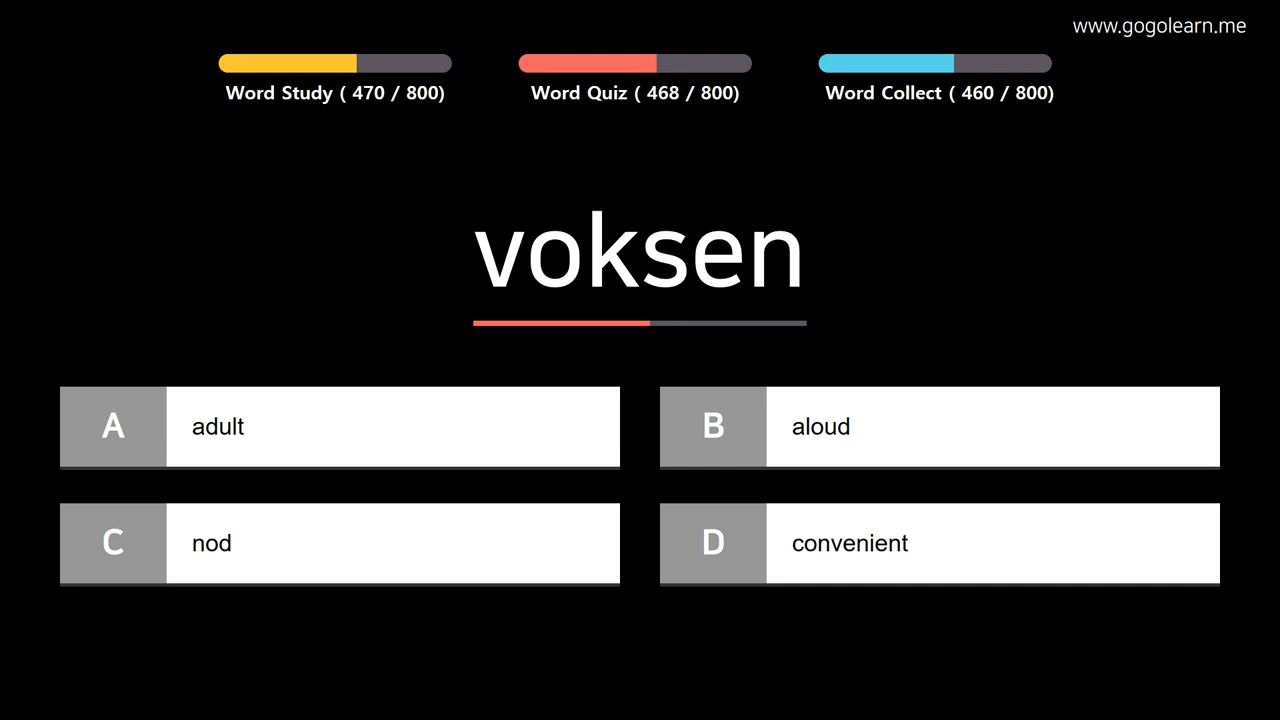 www.gogolearn.me
Word Study ( 470 / 800)
Word Quiz ( 468 / 800)
Word Collect ( 460 / 800)
voksen
A adult
B aloud
C nod
D convenient